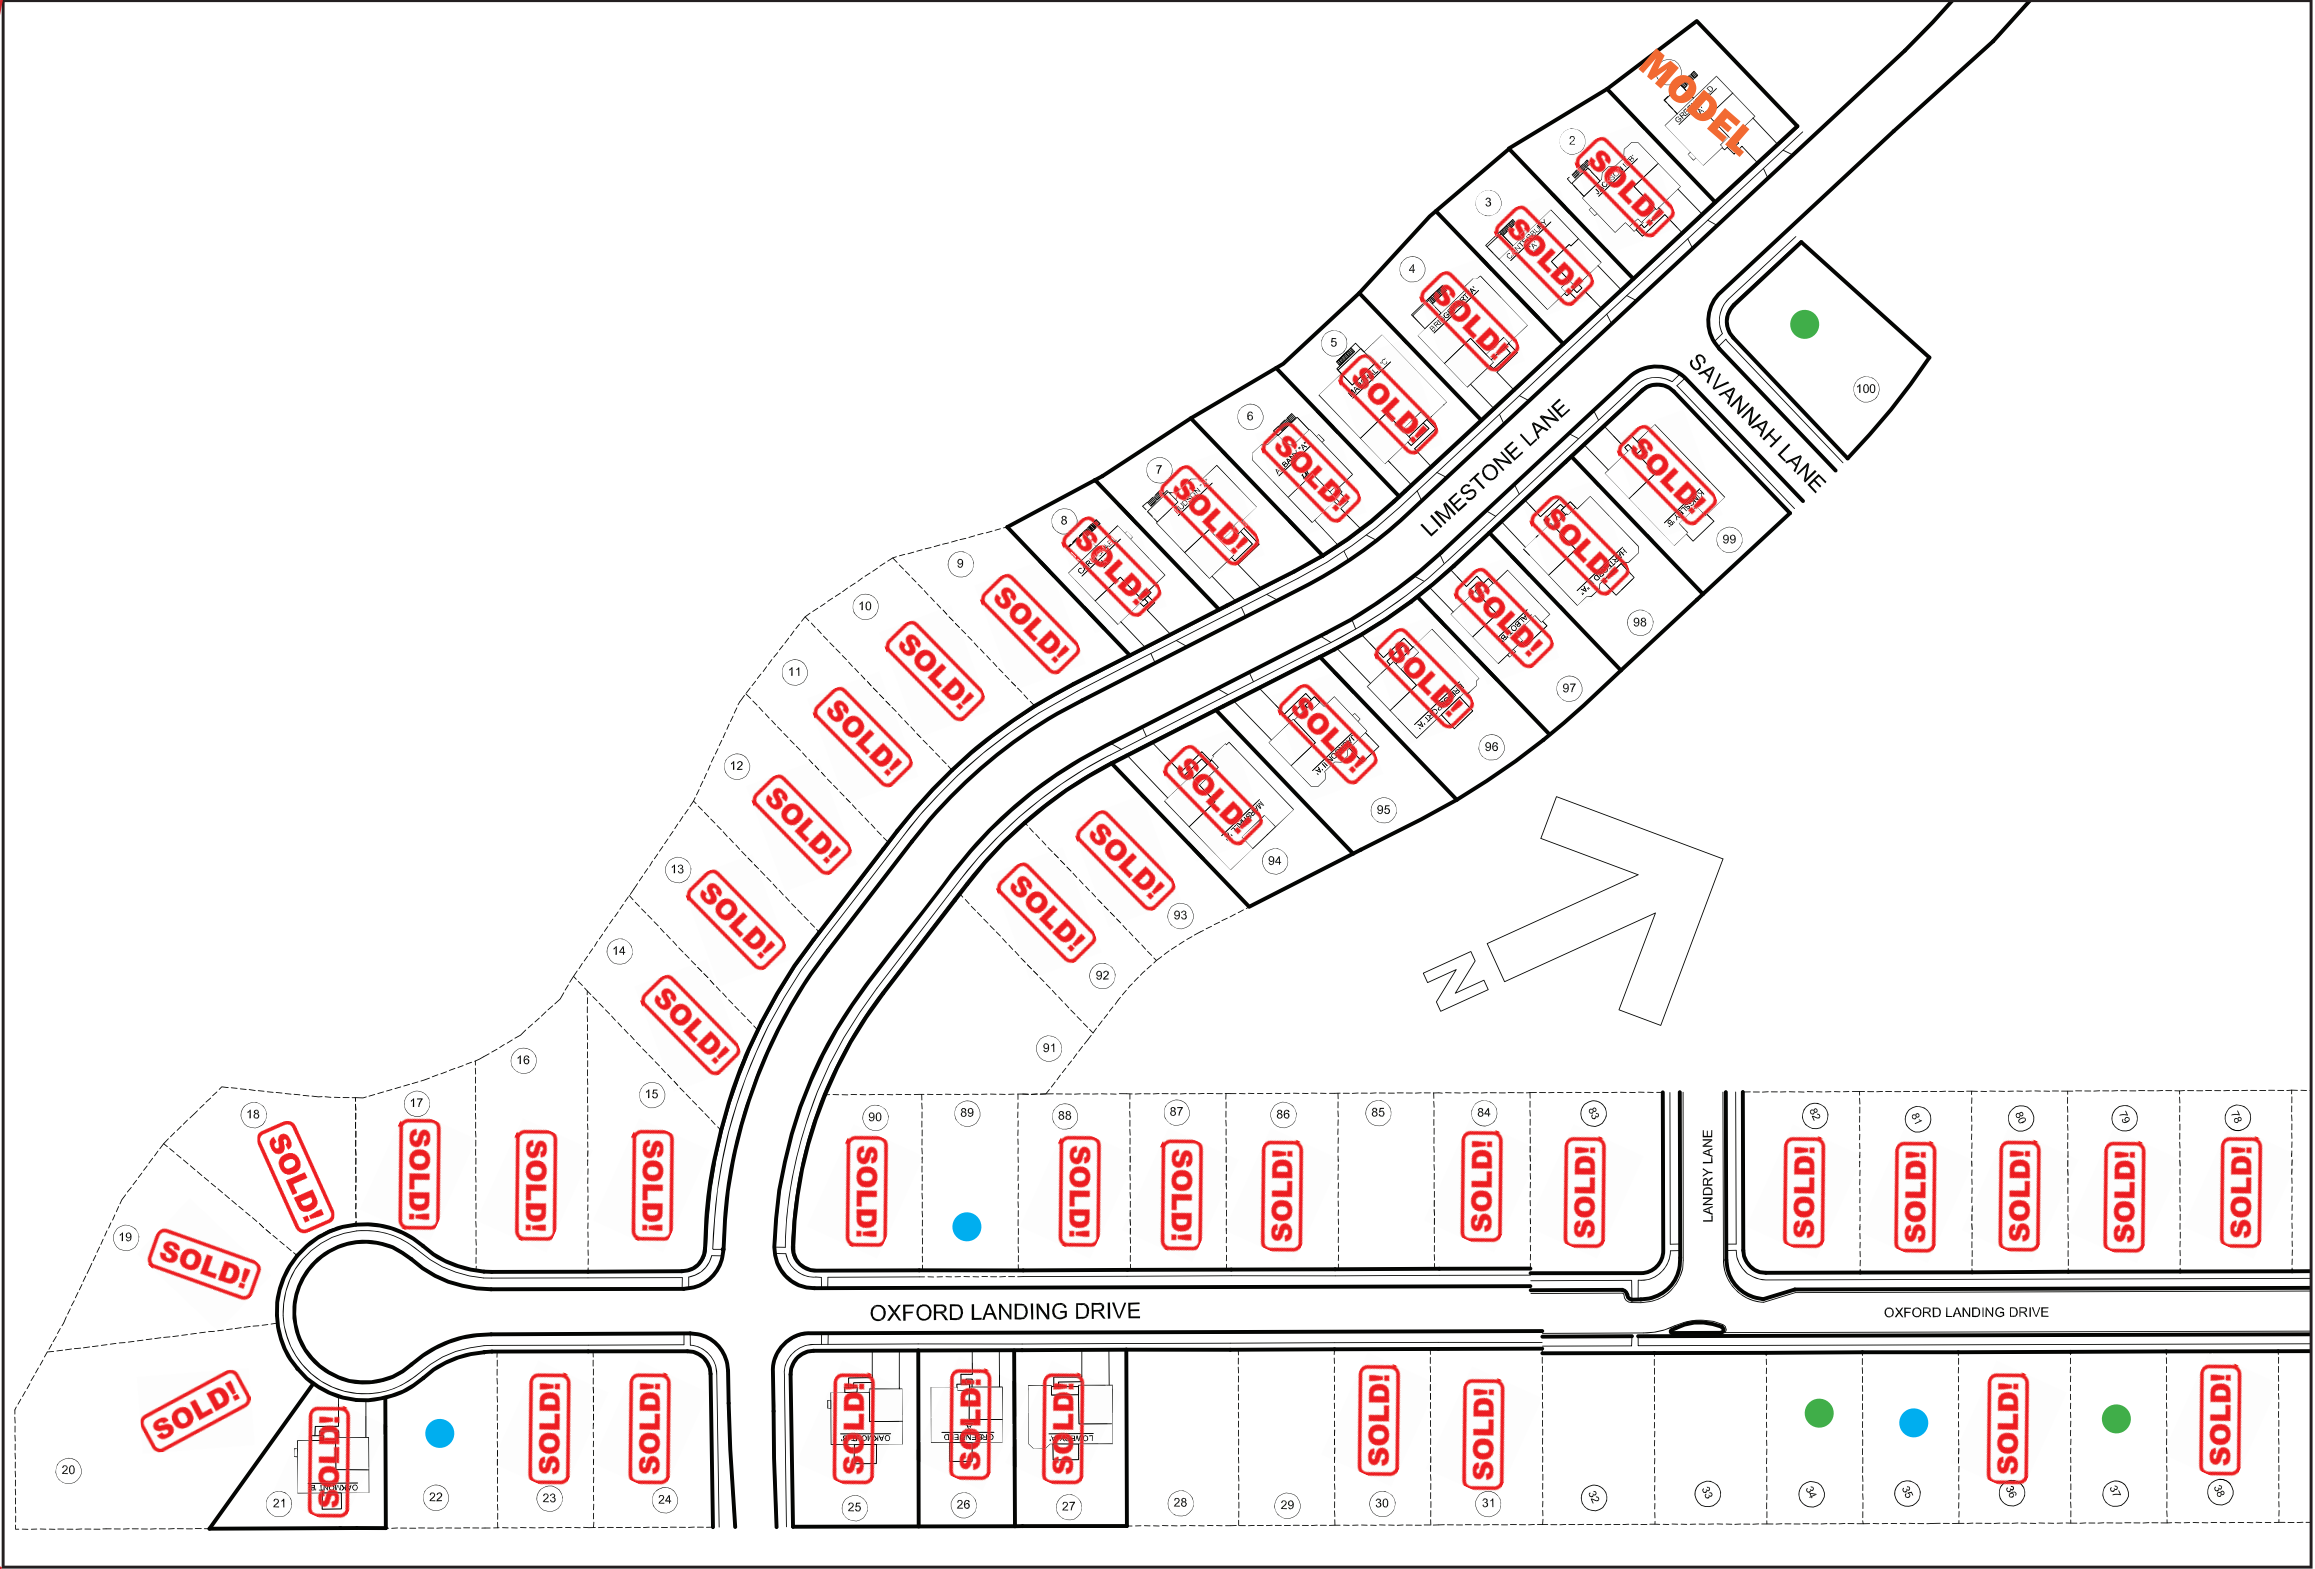 MODEL
2
SOLD!
3
SOLD!
4
SOLD!
5
SOLD!
6
SOLD!
7
SOLD!
8
SOLD!
9
SOLD!
10
SOLD!
11
SOLD!
12
SOLD!
13
SOLD!
14
SOLD!
LIMESTONE LANE
SAVANNAH LANE
100
SOLD!
99
SOLD!
98
SOLD!
97
SOLD!
96
SOLD!
95
SOLD!
94
SOLD!
93
SOLD!
92
91
N
15
SOLD!
16
SOLD!
17
SOLD!
18
SOLD!
19
SOLD!
20
SOLD!
90
SOLD!
89
88
SOLD!
87
SOLD!
86
SOLD!
85
84
SOLD!
83
SOLD!
LANDRY LANE
82
SOLD!
81
SOLD!
80
SOLD!
79
SOLD!
78
SOLD!
OXFORD LANDING DRIVE
OXFORD LANDING DRIVE
SOLD!
21
22
SOLD!
23
SOLD!
24
SOLD!
25
SOLD!
26
SOLD!
27
28
29
SOLD!
30
SOLD!
31
32
33
34
35
SOLD!
36
37
SOLD!
38